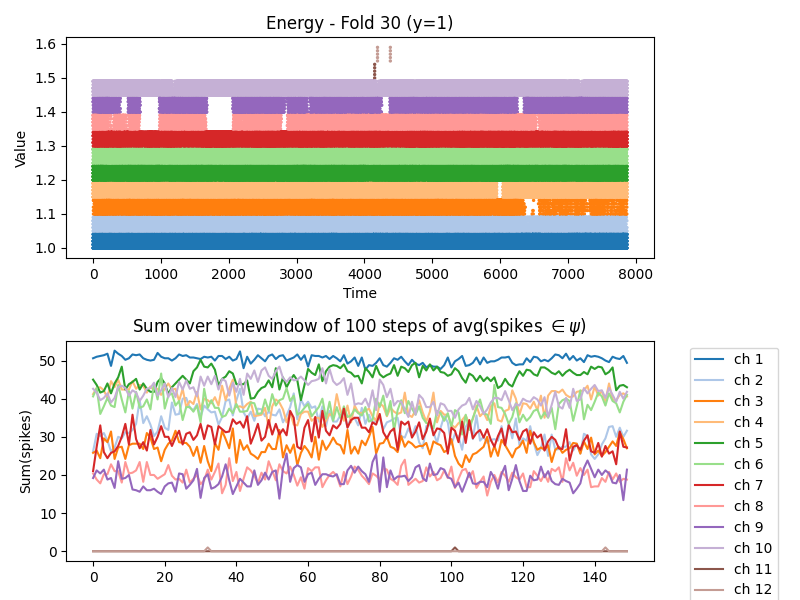 Energy - Fold 30 (y=1)
1.6
1.5
1.4
1.3
1.2
1.1
1.0
Value
0 1000 2000 3000 4000 5000 6000 7000 8000
Time
Sum over timewindow of 100 steps of avg(spikes ∈ ψ)
50
40
30
20
10
0
Sum(spikes)
0 20 40 60 80 100 120 140
ch 1
ch 2
ch 3
ch 4
ch 5
ch 6
ch 7
ch 8
ch 9
ch 10
ch 11
ch 12